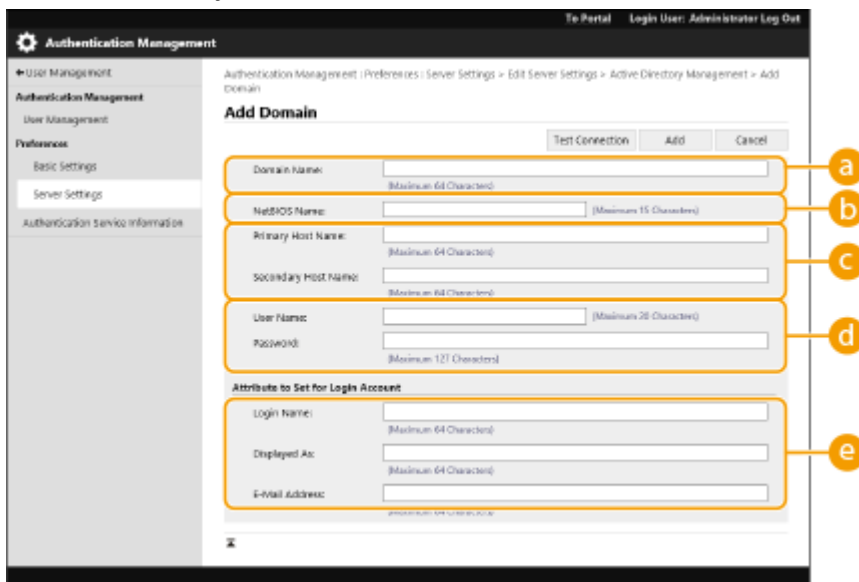 To Portal Login User: Administrator Log Out
Authentication Management
User Management
Authentication Management
User Management
Preferences
Basic Settings
Server Settings
Authentication Service Information
Authentication Management : Preferences : Server Settings > Edit Server Settings > Active Directory Management > Add
Domain
Add Domain
Test Connection Add Cancel
Domain Name:
(Maximum 64 Characters)
a
NetBIOS Name: (Maximum 15 Characters)
b
Primary Host Name:
(Maximum 64 Characters)
c
Secondary Host Name:
(Maximum 64 Characters)
User Name: (Maximum 20 Characters)
d
Password:
(Maximum 127 Characters)
Attribute to Set for Login Account
Login Name:
(Maximum 64 Characters)
Displayed As:
e
(Maximum 64 Characters)
E-Mail Address:
(Maximum 64 Characters)